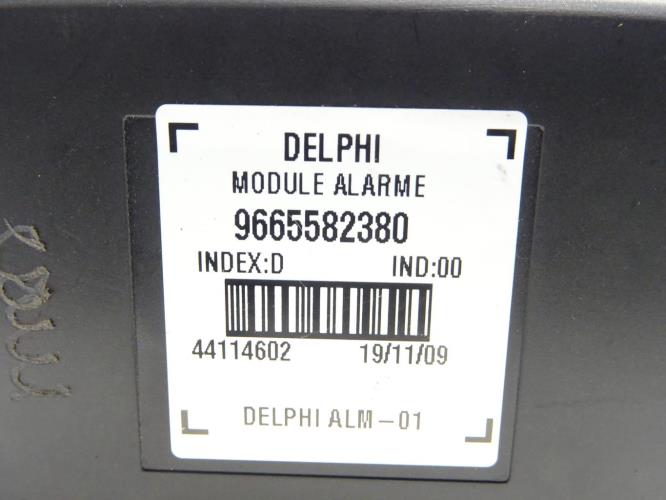 DELPHI
MODULE ALARME
9665582380
INDEX:D IND:00
44114602 19/11/09
DELPHI ALM-01